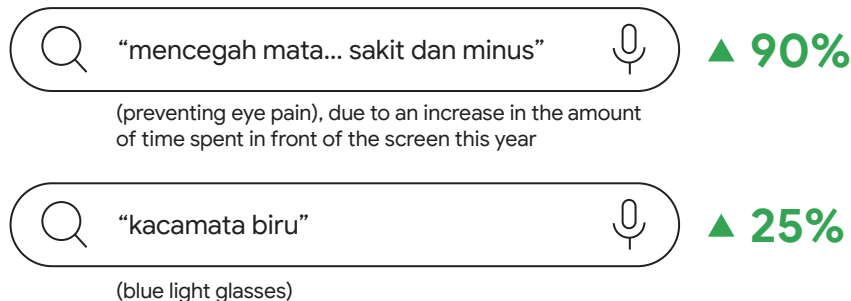 “mencegah mata... sakit dan minus”
▲ 90%
(preventing eye pain), due to an increase in the amount
of time spent in front of the screen this year
“kacamata biru”
▲ 25%
(blue light glasses)